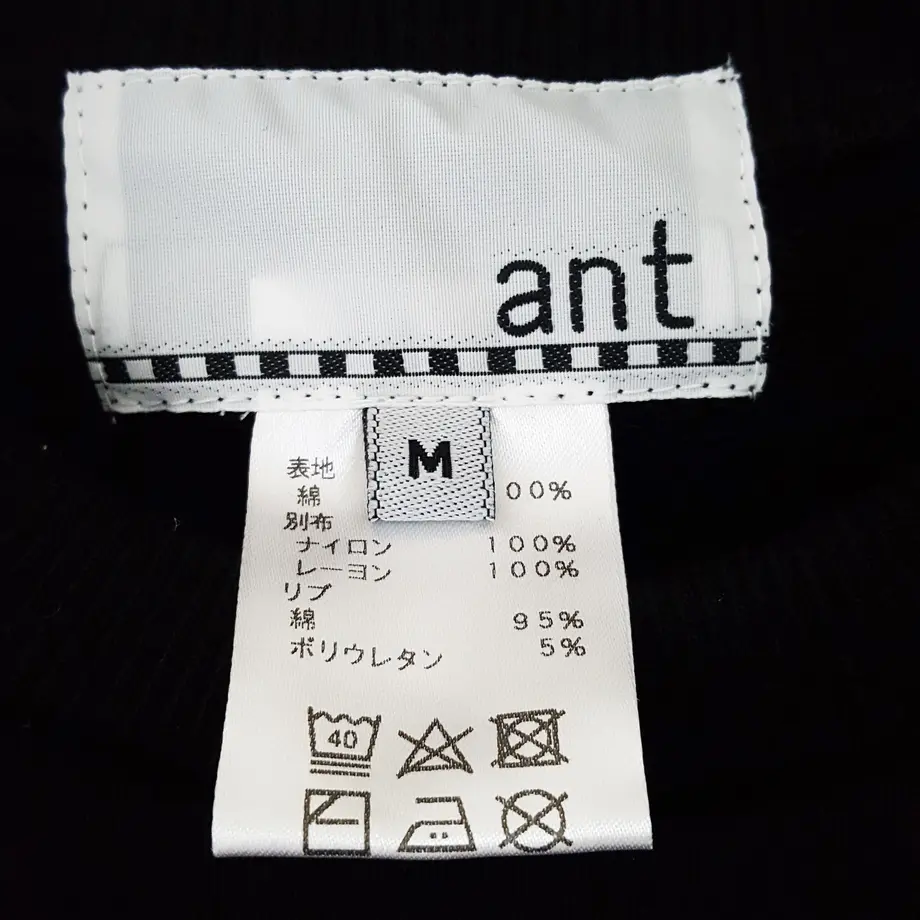 ant
M
表地
綿 00%
別布
ナイロン 100%
レーヨン 100%
リブ
綿 95%
ポリウレタン 5%
40